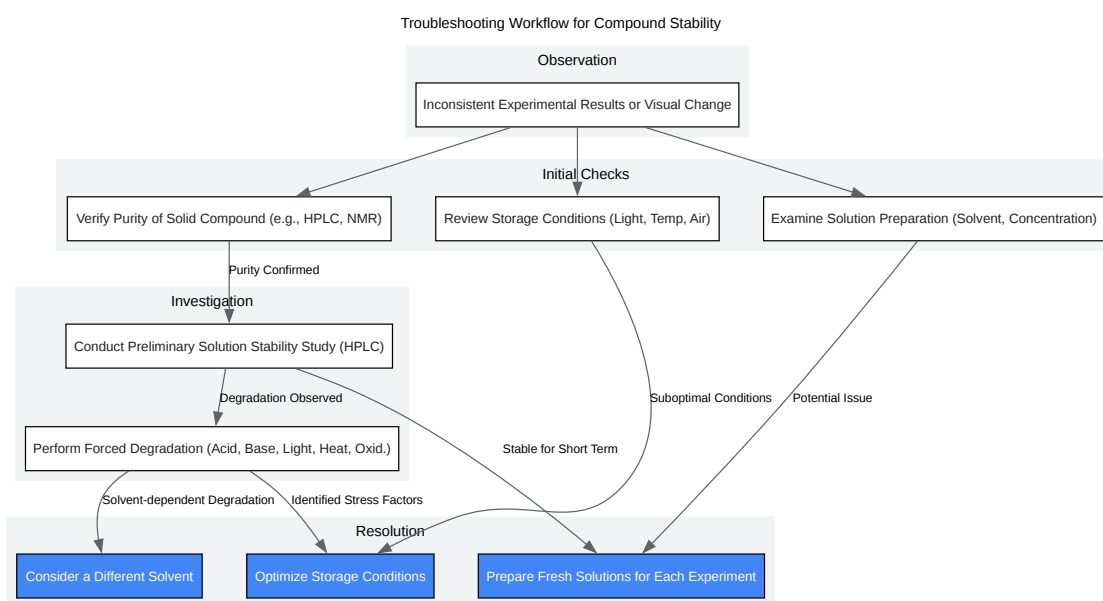 Troubleshooting Workflow for Compound Stability
Observation
Inconsistent Experimental Results or Visual Change
Initial Checks
Verify Purity of Solid Compound (e.g., HPLC, NMR)
Review Storage Conditions (Light, Temp, Air)
Examine Solution Preparation (Solvent, Concentration)
Purity Confirmed
Investigation
Conduct Preliminary Solution Stability Study (HPLC)
Degradation Observed
Suboptimal Conditions
Potential Issue
Perform Forced Degradation (Acid, Base, Light, Heat, Oxid.)
Stable for Short Term
Solvent-dependent Degradation
Identified Stress Factors
Resolution
Consider a Different Solvent
Optimize Storage Conditions
Prepare Fresh Solutions for Each Experiment